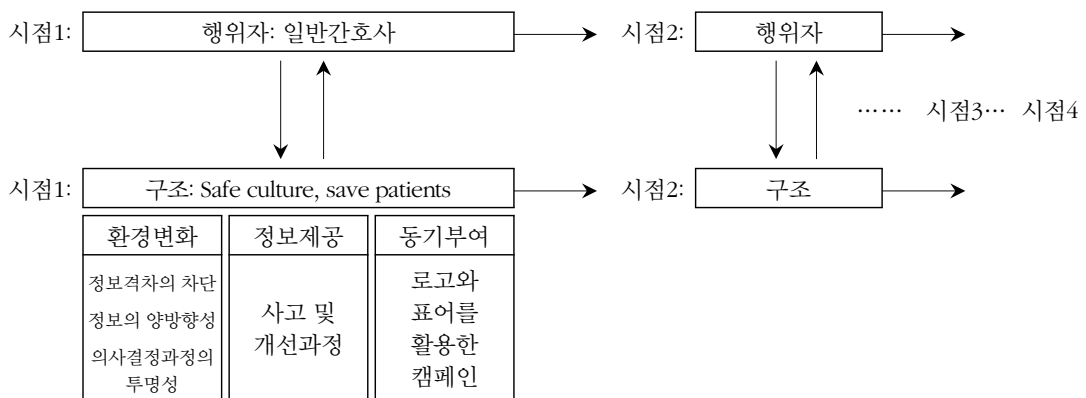 시점1: 행위자: 일반간호사 시점2: 행위자
…… 시점3… 시점4
시점1: 구조: Safe culture, save patients 시점2: 구조
환경변화 정보제공 동기부여
정보격차의 차단
정보의 양방향성
의사결정과정의
투명성
사고 및
개선과정
로고와
표어를
활용한
캠페인